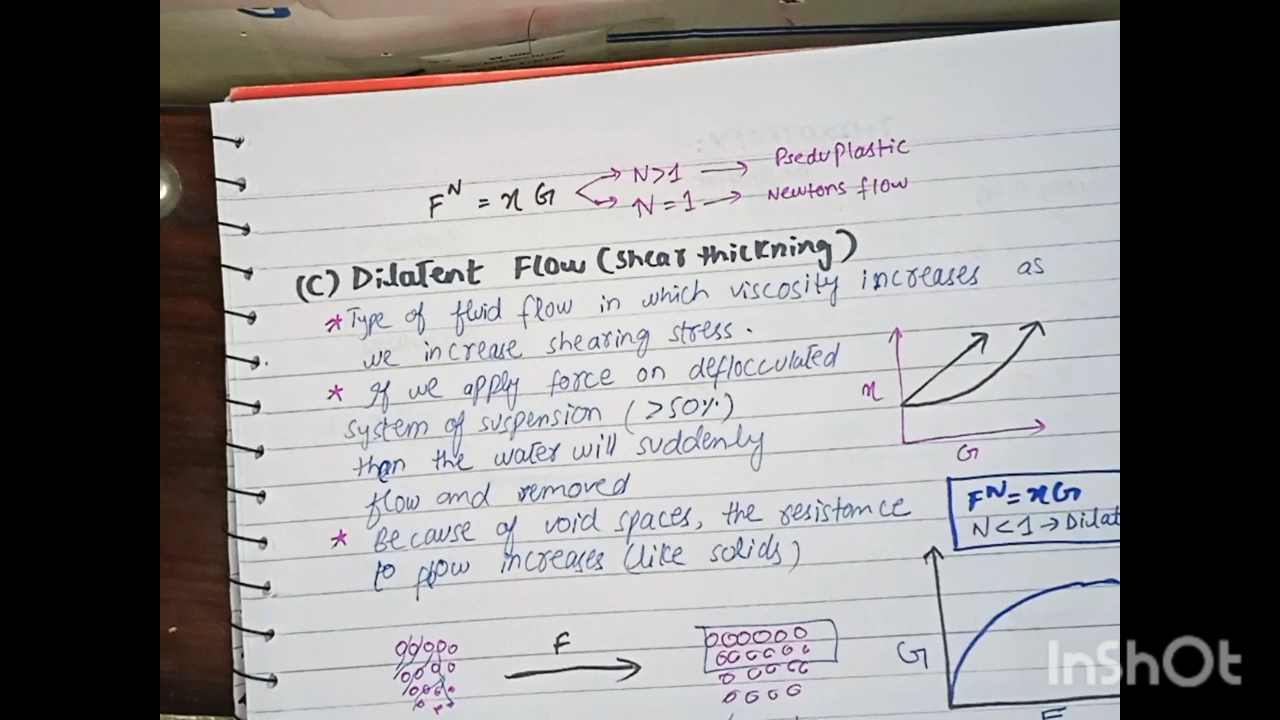 F^N = η G
N>1 → PseduPlastic
N=1 → Newtons flow
(C) Dilatent Flow (shear thickning)
* Type of fluid flow in which viscosity increases as
we increase shearing stress.
* If we apply force on deflocculated
system of suspension (>50%)
than the water will suddenly
flow and removed
* Because of void spaces, the resistance
to flow increases (like solids)
η
G
F^N = η G
N<1 → Dilat
F
G
F
InShOt